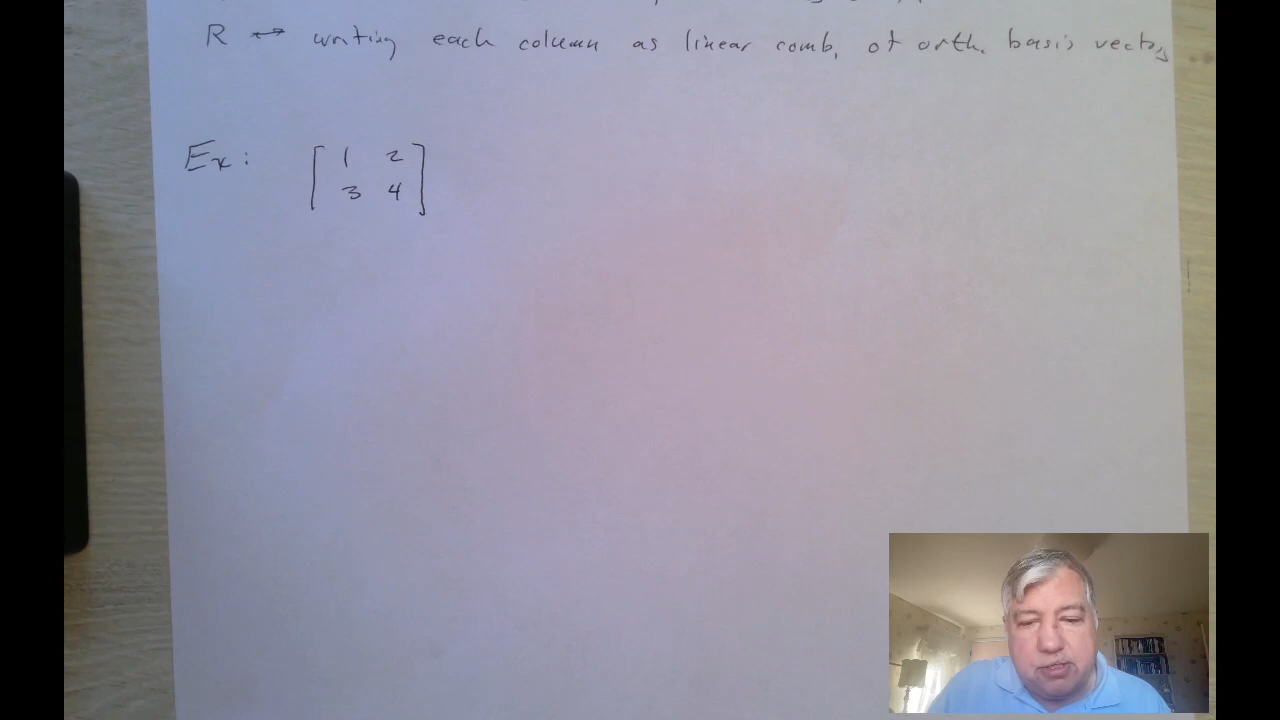 R ↔ writing each column as linear comb. of orth. basis vectors
Ex: [ 1 2
3 4 ]